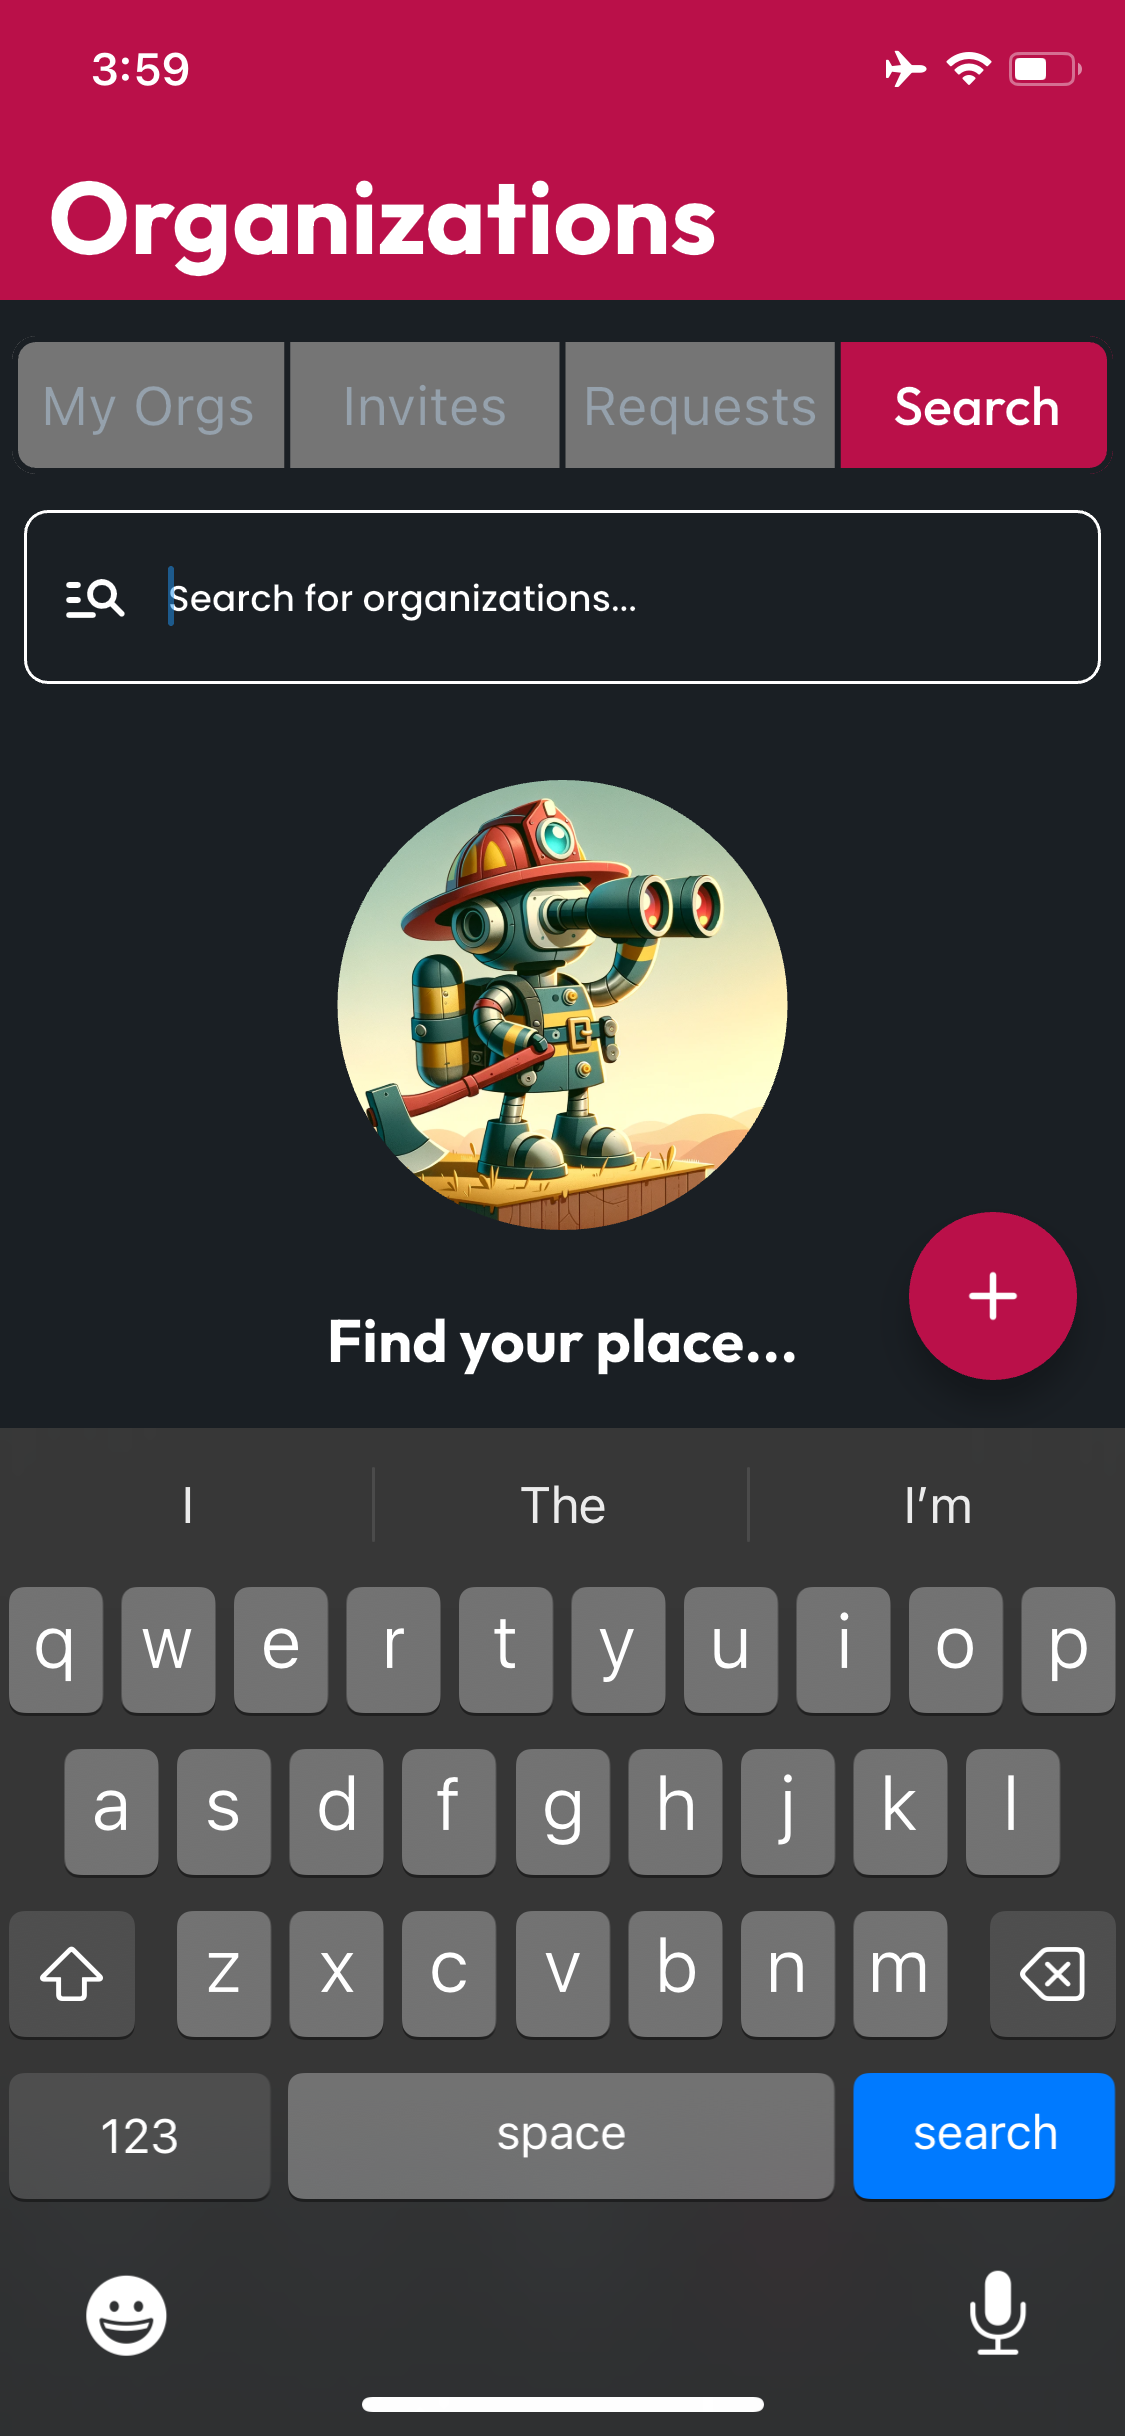 3:59
Organizations
My Orgs Invites Requests Search
Search for organizations...
Find your place...
I The I'm
q w e r t y u i o p
a s d f g h j k l
z x c v b n m
123 space search